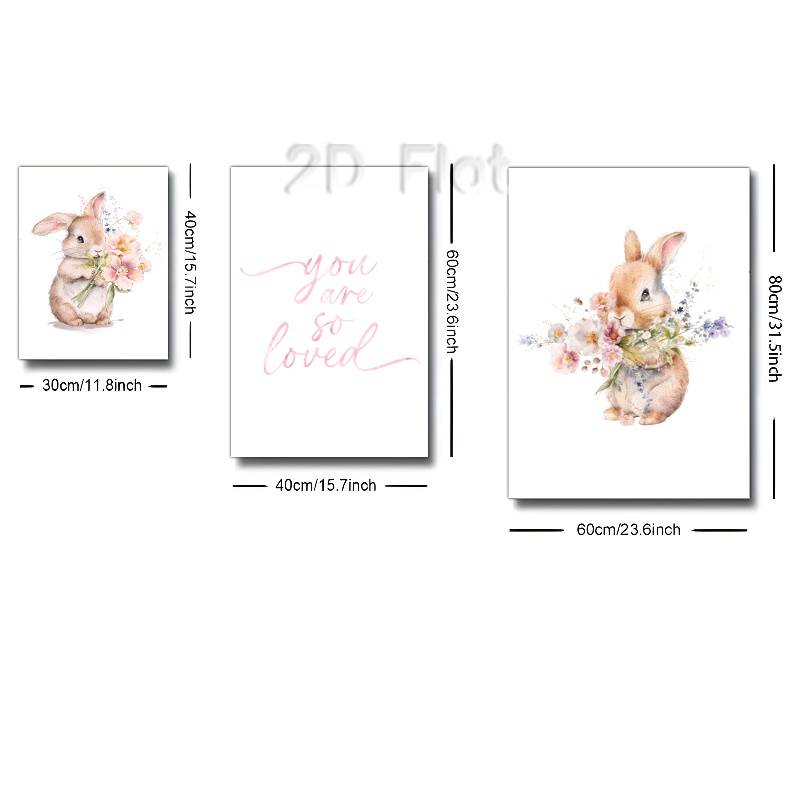 2D Flat
40cm/15.7inch
30cm/11.8inch
you
are
so
loved
60cm/23.6inch
40cm/15.7inch
80cm/31.5inch
60cm/23.6inch